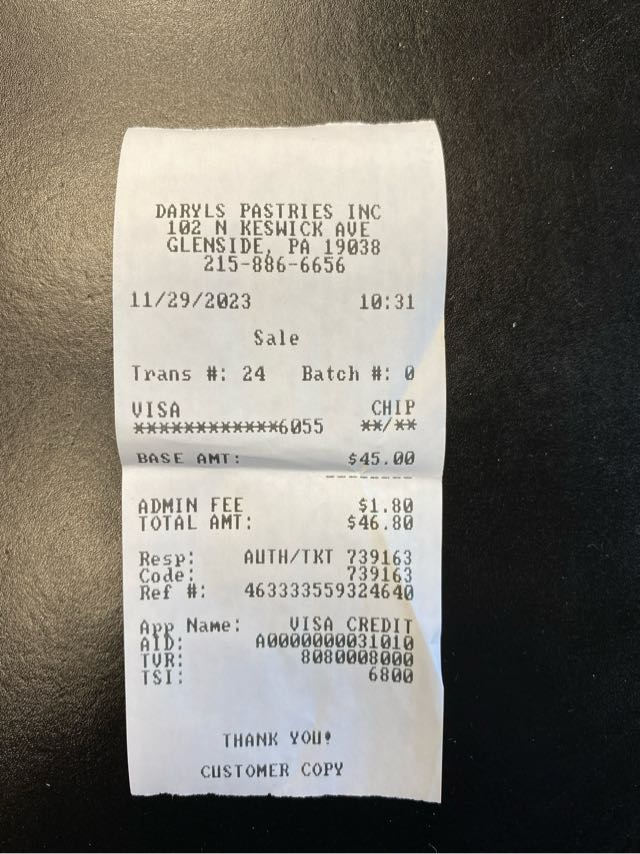 DARYLS PASTRIES INC
102 N KESWICK AVE
GLENSIDE, PA 19038
215-886-6656
11/29/2023 10:31
Sale
Trans #: 24 Batch #: 0
VISA CHIP
************6055 **/**
BASE AMT: $45.00
---------
ADMIN FEE $1.80
TOTAL AMT: $46.80
Resp: AUTH/TKT 739163
Code: 739163
Ref #: 463333559324640
App Name: VISA CREDIT
AID: A0000000031010
TVR: 8080008000
TSI: 6800
THANK YOU!
CUSTOMER COPY